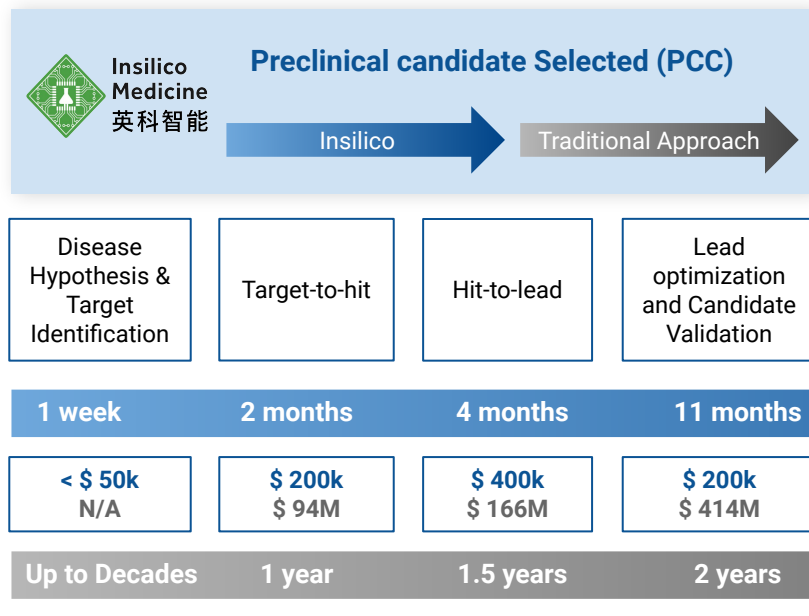 Insilico
Medicine
英科智能
Preclinical candidate Selected (PCC)
Insilico
Traditional Approach
Disease
Hypothesis &
Target
Identification
Target-to-hit
Hit-to-lead
Lead
optimization
and Candidate
Validation
1 week
2 months
4 months
11 months
< $ 50k
N/A
$ 200k
$ 94M
$ 400k
$ 166M
$ 200k
$ 414M
Up to Decades
1 year
1.5 years
2 years